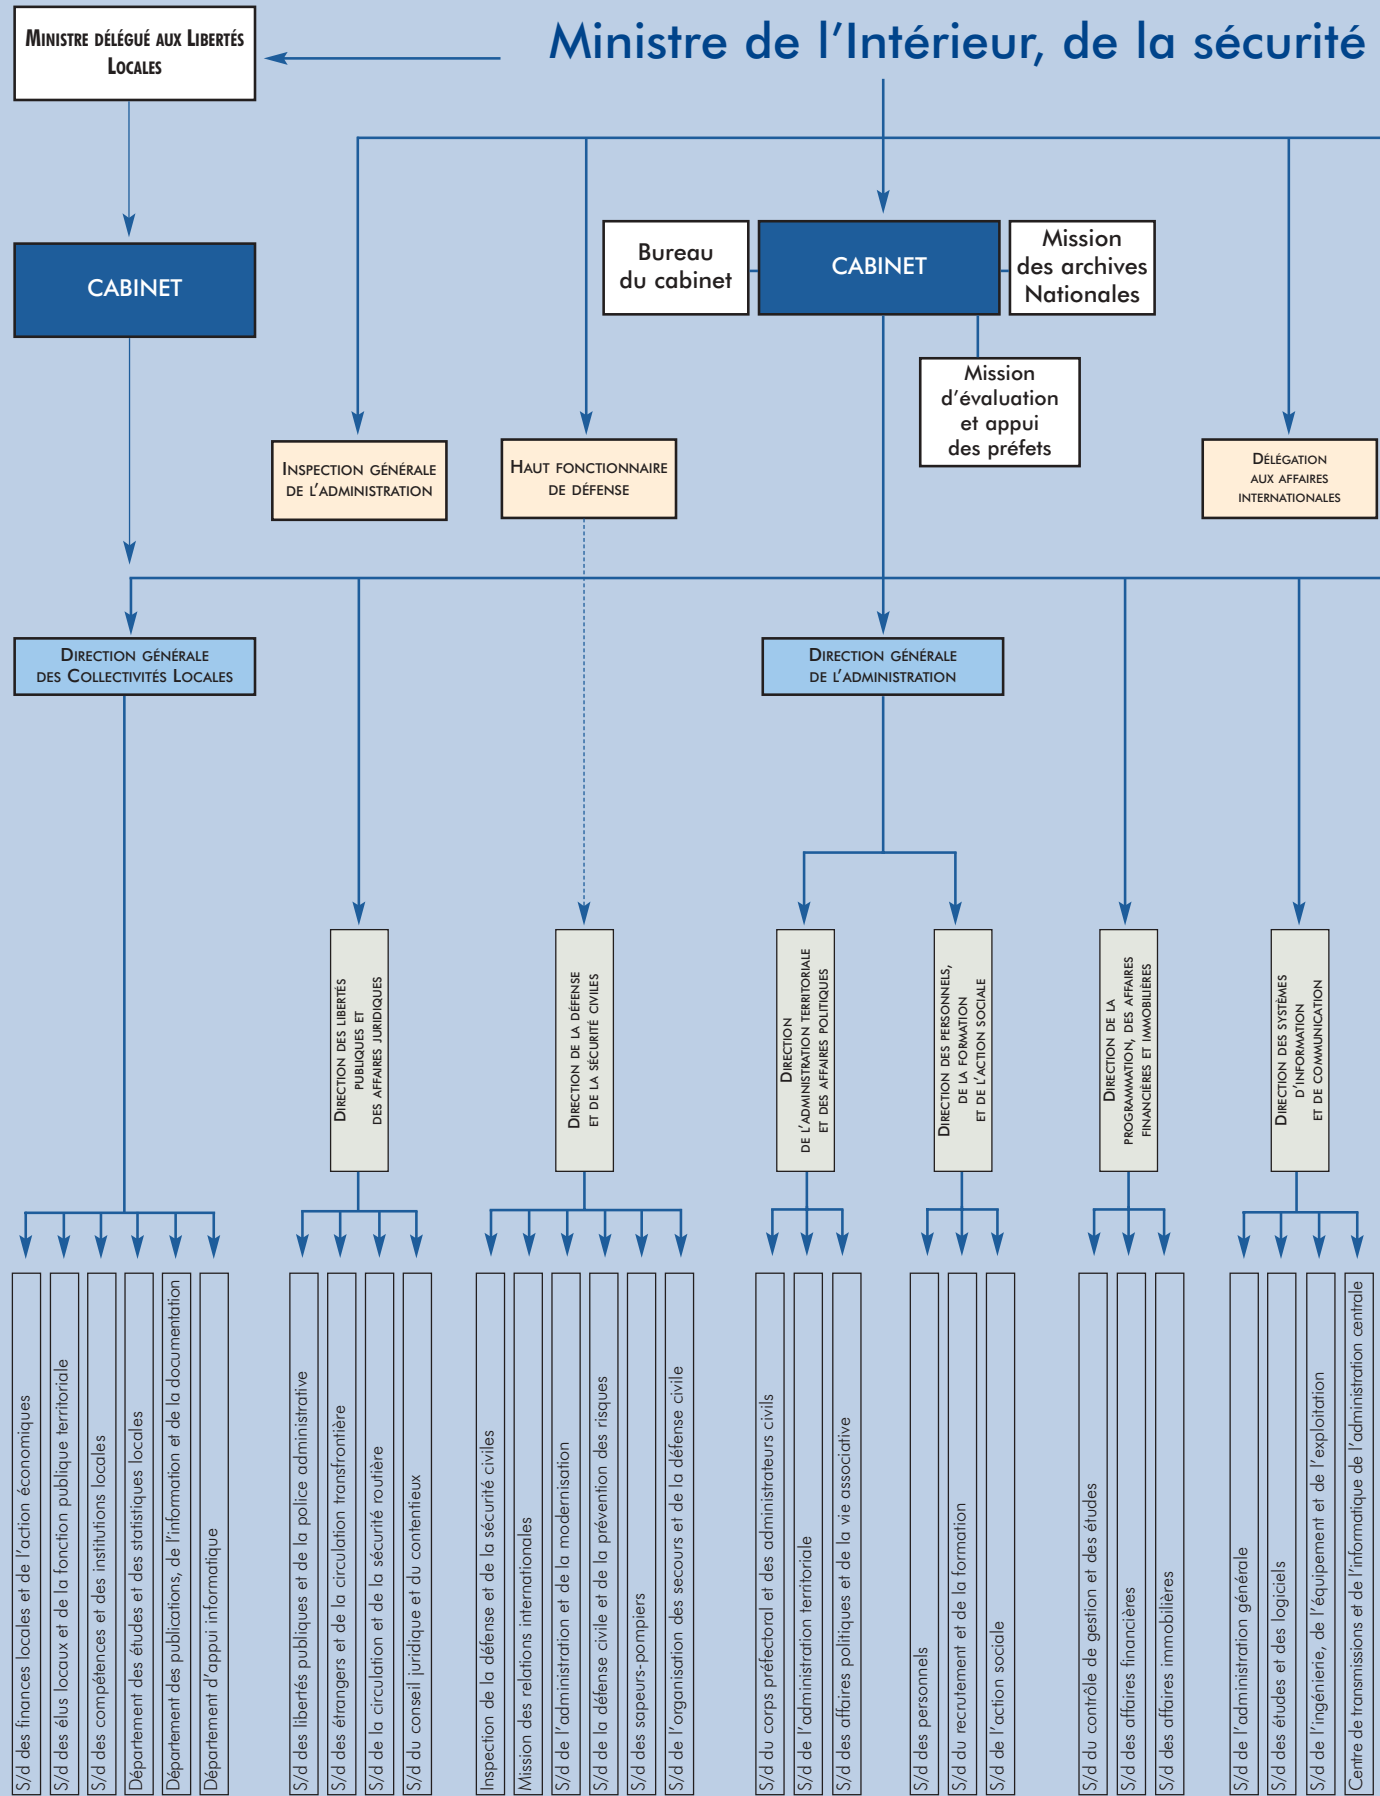 Ministre délégué aux Libertés
Locales
Ministre de l'Intérieur, de la sécurité
CABINET
Bureau
du cabinet
CABINET
Mission
des archives
Nationales
Mission
d'évaluation
et appui
des préfets
Inspection générale
de l'administration
Haut fonctionnaire
de défense
Délégation
aux affaires
internationales
Direction générale
des Collectivités Locales
Direction générale
de l'administration
Direction des libertés
publiques et
des affaires juridiques
Direction de la défense
et de la sécurité civiles
Direction
de l'administration territoriale
et des affaires politiques
Direction des personnels,
de la formation
et de l'action sociale
Direction de la
programmation, des affaires
financières et immobilières
Direction des systèmes
d'information
et de communication
S/d des finances locales et de l'action économiques
S/d des élus locaux et de la fonction publique territoriale
S/d des compétences et des institutions locales
Département des études et des statistiques locales
Département des publications, de l'information et de la documentation
Département d'appui informatique
S/d des libertés publiques et de la police administrative
S/d des étrangers et de la circulation transfrontière
S/d de la circulation et de la sécurité routière
S/d du conseil juridique et du contentieux
Inspection de la défense et de la sécurité civiles
Mission des relations internationales
S/d de l'administration et de la modernisation
S/d de la défense civile et de la prévention des risques
S/d des sapeurs-pompiers
S/d de l'organisation des secours et de la défense civile
S/d du corps préfectoral et des administrateurs civils
S/d de l'administration territoriale
S/d des affaires politiques et de la vie associative
S/d des personnels
S/d du recrutement et de la formation
S/d de l'action sociale
S/d du contrôle de gestion et des études
S/d des affaires financières
S/d des affaires immobilières
S/d de l'administration générale
S/d des études et des logiciels
S/d de l'ingénierie, de l'équipement et de l'exploitation
Centre de transmissions et de l'informatique de l'administration centrale